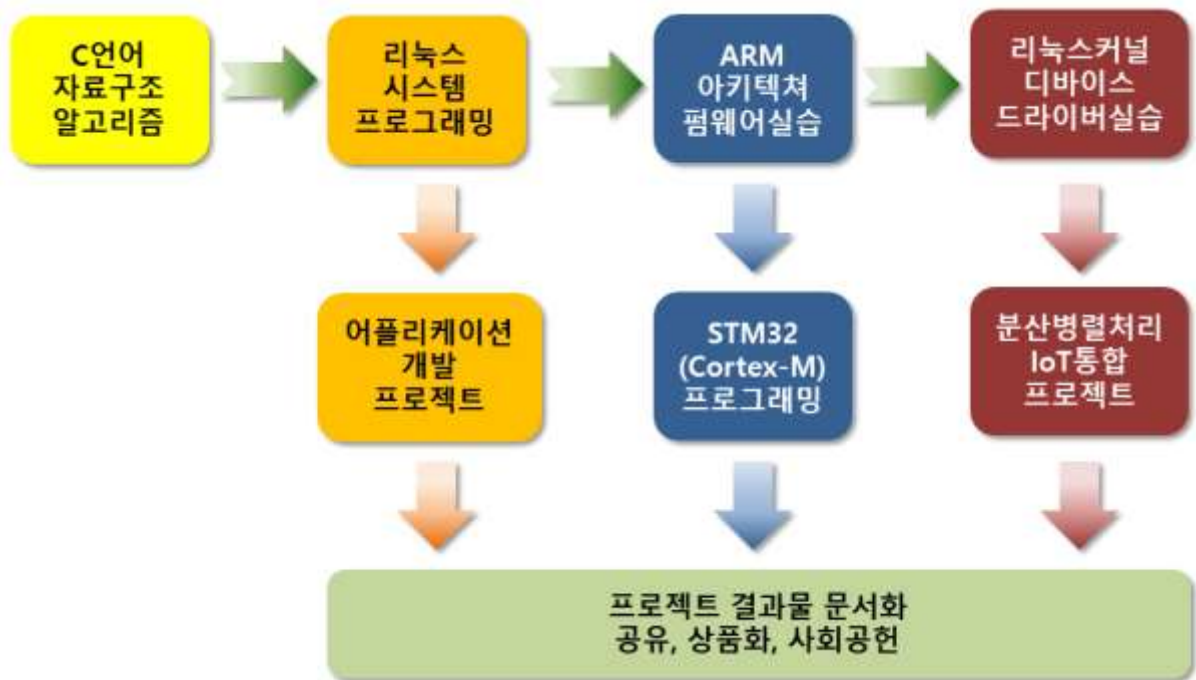 C언어
자료구조
알고리즘
리눅스
시스템
프로그래밍
ARM
아키텍쳐
펌웨어실습
리눅스커널
디바이스
드라이버실습
어플리케이션
개발
프로젝트
STM32
(Cortex-M)
프로그래밍
분산병렬처리
IoT통합
프로젝트
프로젝트 결과물 문서화
공유, 상품화, 사회공헌